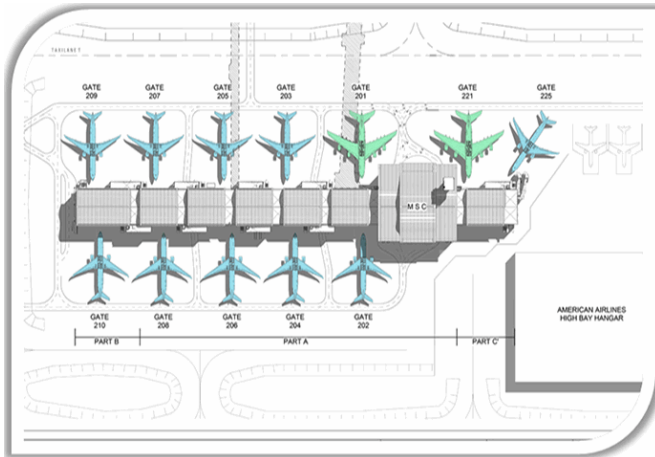 TAXILANE T
GATE
209
GATE
207
GATE
205
GATE
203
GATE
201
GATE
221
GATE
225
MSC
GATE
210
GATE
208
GATE
206
GATE
204
GATE
202
AMERICAN AIRLINES
HIGH BAY HANGAR
PART B
PART A
PART C'